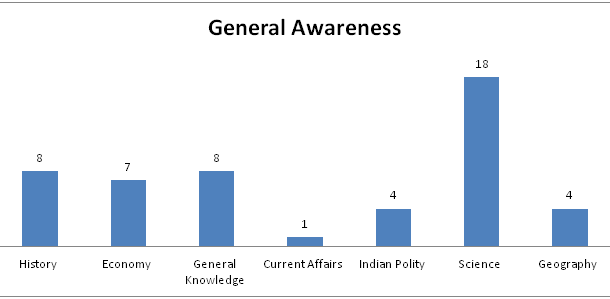 General Awareness
8
7
8
1
4
18
4
History
Economy
General
Knowledge
Current Affairs
Indian Polity
Science
Geography